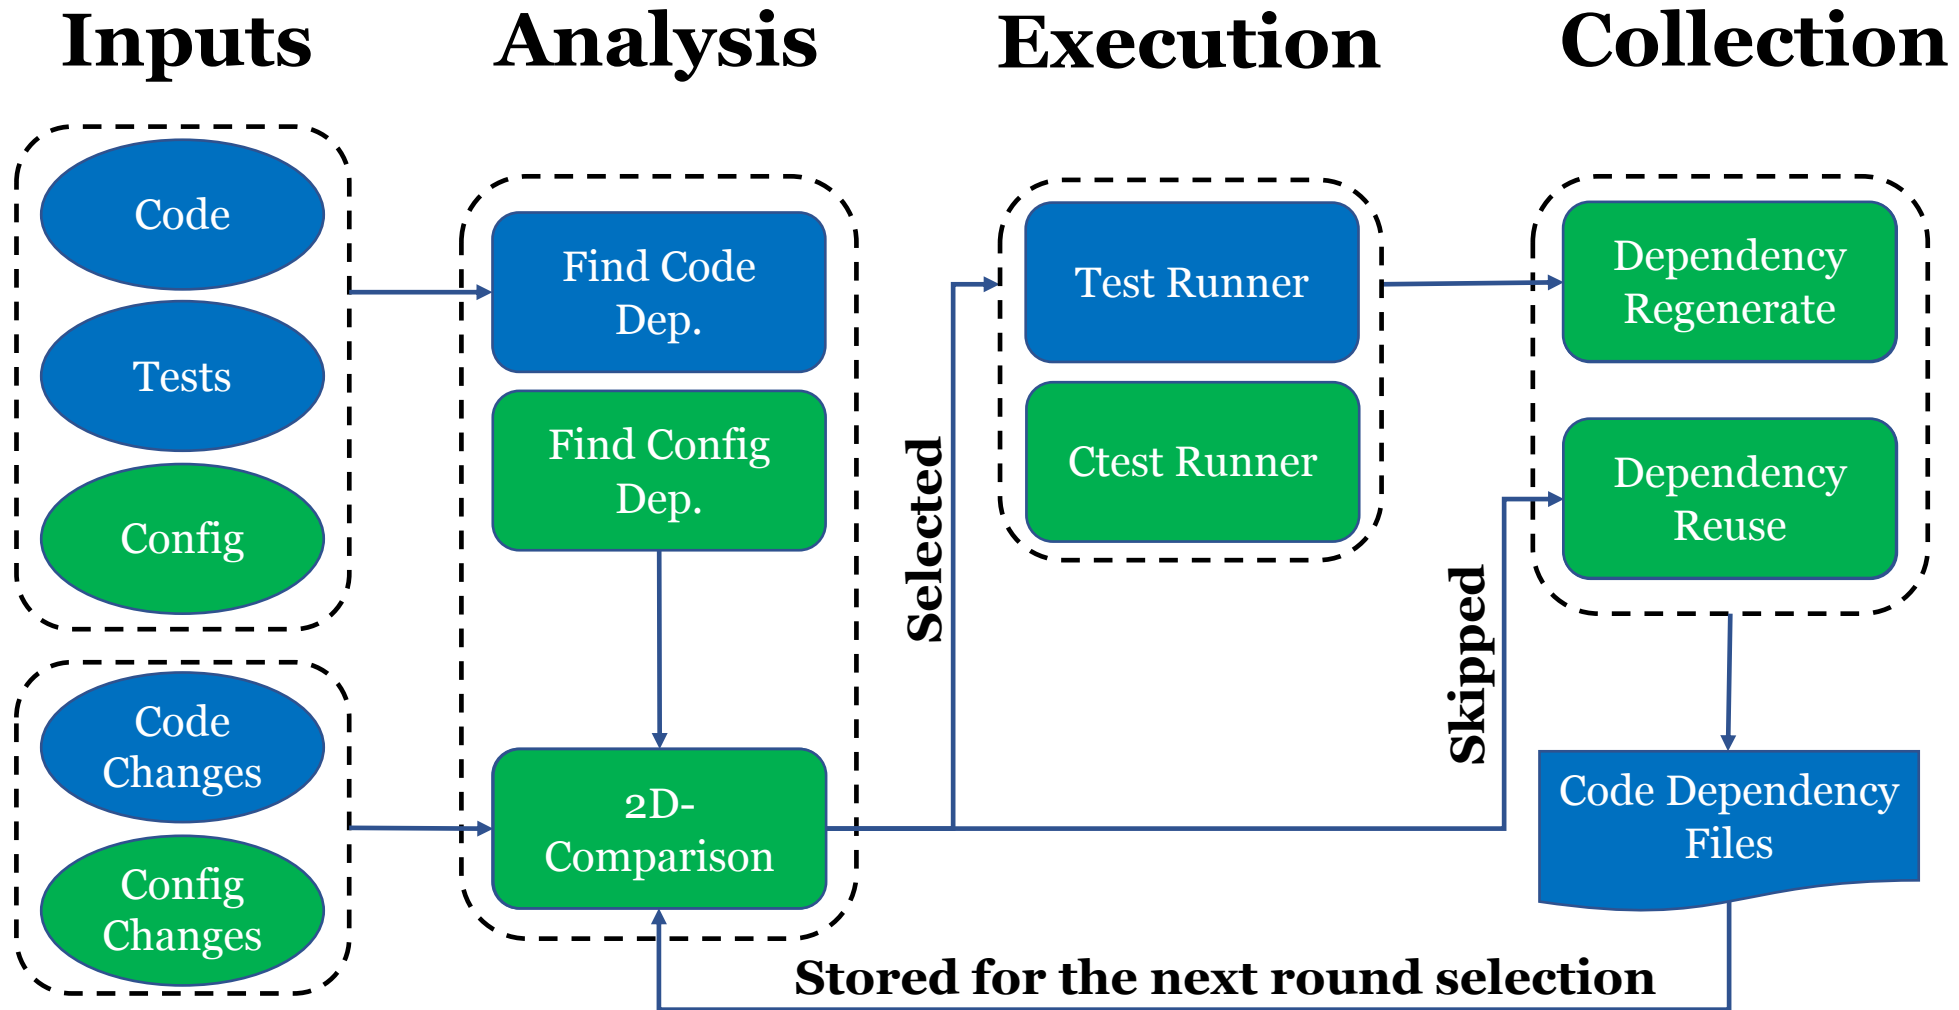 Inputs
Analysis
Execution
Collection
Code
Tests
Config
Code
Changes
Config
Changes
Find Code
Dep.
Find Config
Dep.
2D-
Comparison
Selected
Test Runner
Ctest Runner
Skipped
Dependency
Regenerate
Dependency
Reuse
Code Dependency
Files
Stored for the next round selection